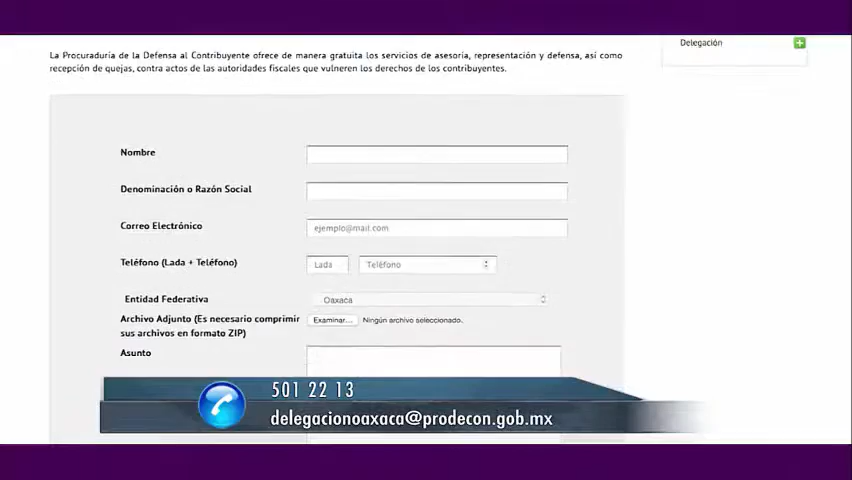 La Procuraduría de la Defensa al Contribuyente ofrece de manera gratuita los servicios de asesoría, representación y defensa, así como
recepción de quejas, contra actos de las autoridades fiscales que vulneren los derechos de los contribuyentes.
Delegación
Nombre
Denominación o Razón Social
Correo Electrónico
ejemplo@mail.com
Teléfono (Lada + Teléfono)
Lada
Teléfono
Entidad Federativa
Oaxaca
Archivo Adjunto (Es necesario comprimir
sus archivos en formato ZIP)
Examinar...
Ningún archivo seleccionado.
Asunto
501 22 13
delegacionoaxaca@prodecon.gob.mx